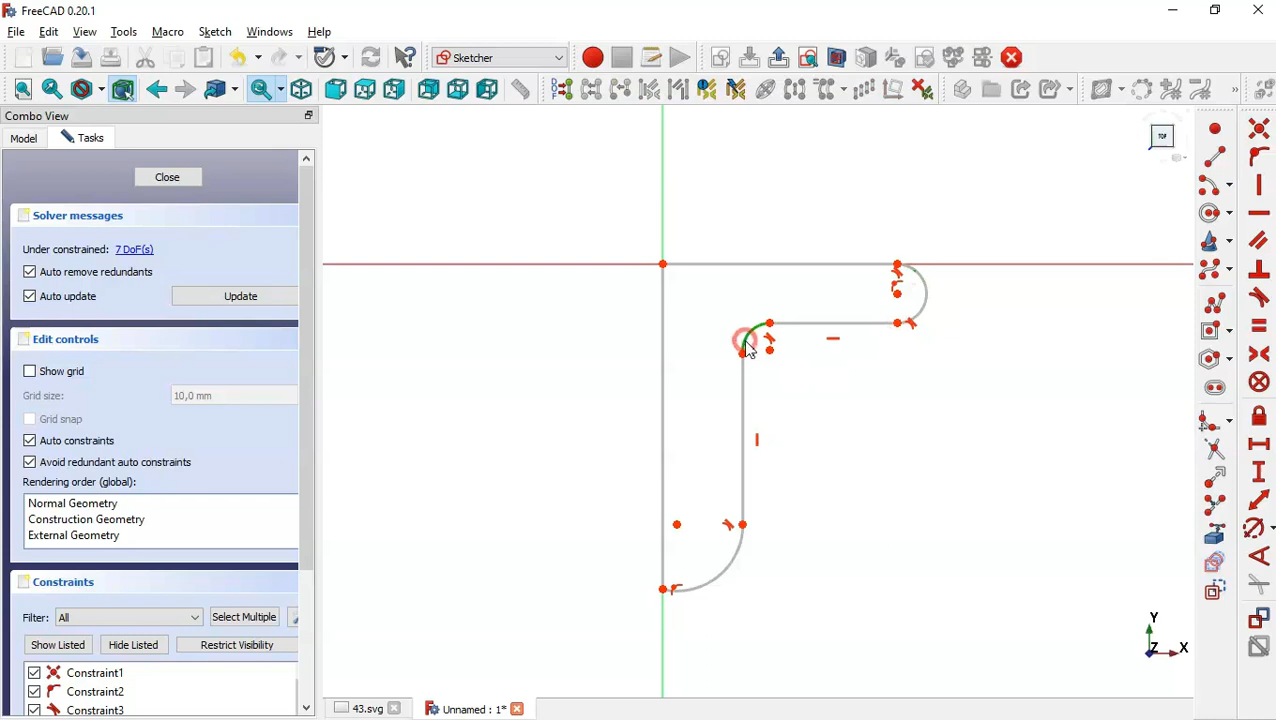 FreeCAD 0.20.1
File Edit View Tools Macro Sketch Windows Help
Sketcher
Combo View
Model Tasks
Close
Solver messages
Under constrained: 7 DoF(s)
Auto remove redundants
Auto update Update
Edit controls
Show grid
Grid size: 10,0 mm
Grid snap
Auto constraints
Avoid redundant auto constraints
Rendering order (global):
Normal Geometry
Construction Geometry
External Geometry
Constraints
Filter: All Select Multiple
Show Listed Hide Listed Restrict Visibility
Constraint1
Constraint2
Constraint3
TOP
Y
Z X
43.svg Unnamed : 1*